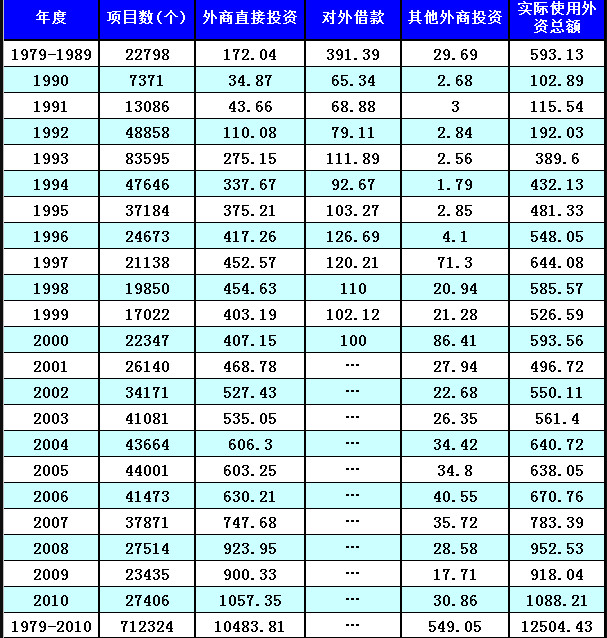 年度 项目数(个) 外商直接投资 对外借款 其他外商投资 实际使用外资总额
1979-1989 22798 172.04 391.39 29.69 593.13
1990 7371 34.87 65.34 2.68 102.89
1991 13086 43.66 68.88 3 115.54
1992 48858 110.08 79.11 2.84 192.03
1993 83595 275.15 111.89 2.56 389.6
1994 47646 337.67 92.67 1.79 432.13
1995 37184 375.21 103.27 2.85 481.33
1996 24673 417.26 126.69 4.1 548.05
1997 21138 452.57 120.21 71.3 644.08
1998 19850 454.63 110 20.94 585.57
1999 17022 403.19 102.12 21.28 526.59
2000 22347 407.15 100 86.41 593.56
2001 26140 468.78 … 27.94 496.72
2002 34171 527.43 … 22.68 550.11
2003 41081 535.05 … 26.35 561.4
2004 43664 606.3 … 34.42 640.72
2005 44001 603.25 … 34.8 638.05
2006 41473 630.21 … 40.55 670.76
2007 37871 747.68 … 35.72 783.39
2008 27514 923.95 … 28.58 952.53
2009 23435 900.33 … 17.71 918.04
2010 27406 1057.35 … 30.86 1088.21
1979-2010 712324 10483.81 … 549.05 12504.43